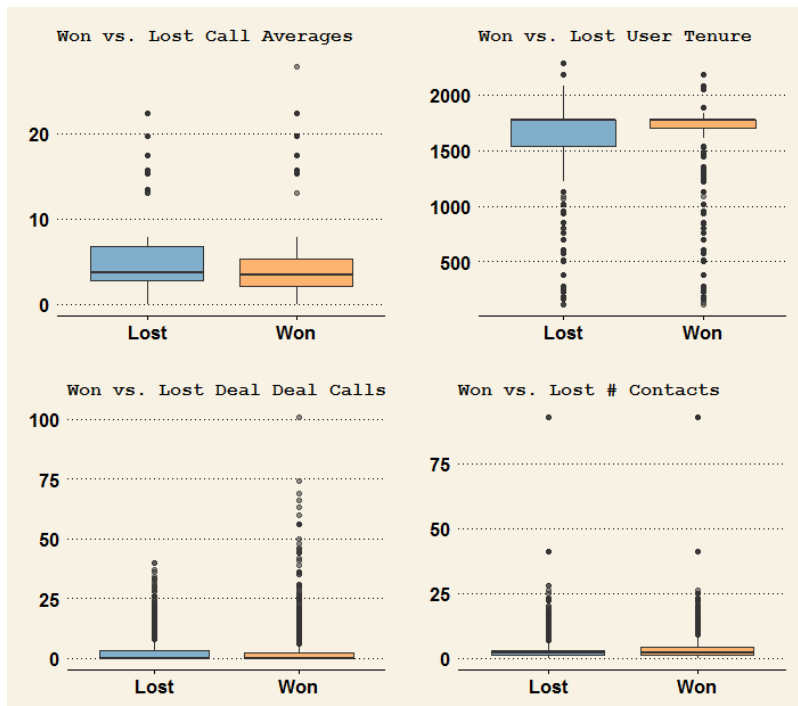 Won vs. Lost Call Averages
20
10
0
Lost Won
Won vs. Lost User Tenure
2000
1500
1000
500
Lost Won
Won vs. Lost Deal Deal Calls
100
75
50
25
0
Lost Won
Won vs. Lost # Contacts
75
50
25
0
Lost Won